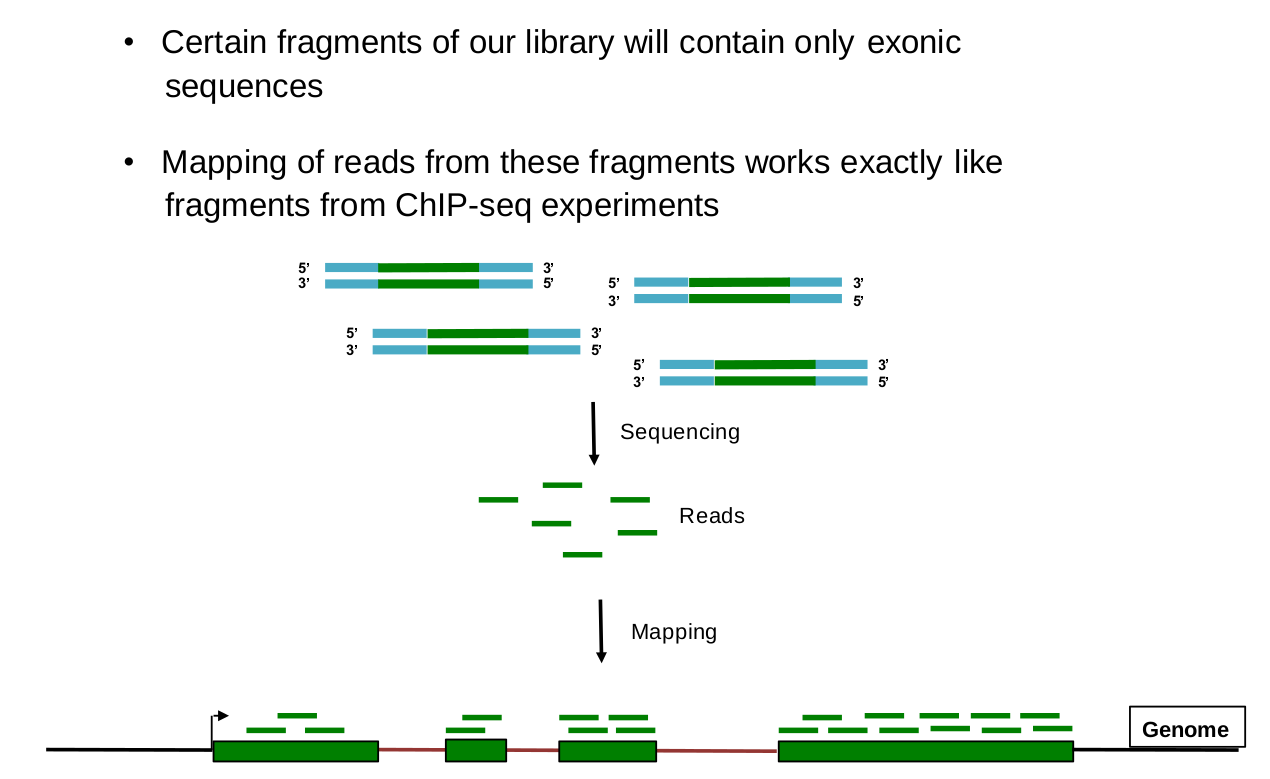 • Certain fragments of our library will contain only exonic
sequences
• Mapping of reads from these fragments works exactly like
fragments from ChIP-seq experiments
5’ 3’
3’ 5’
5’ 3’
3’ 5’
5’ 3’
3’ 5’
5’ 3’
3’ 5’
Sequencing
Reads
Mapping
Genome